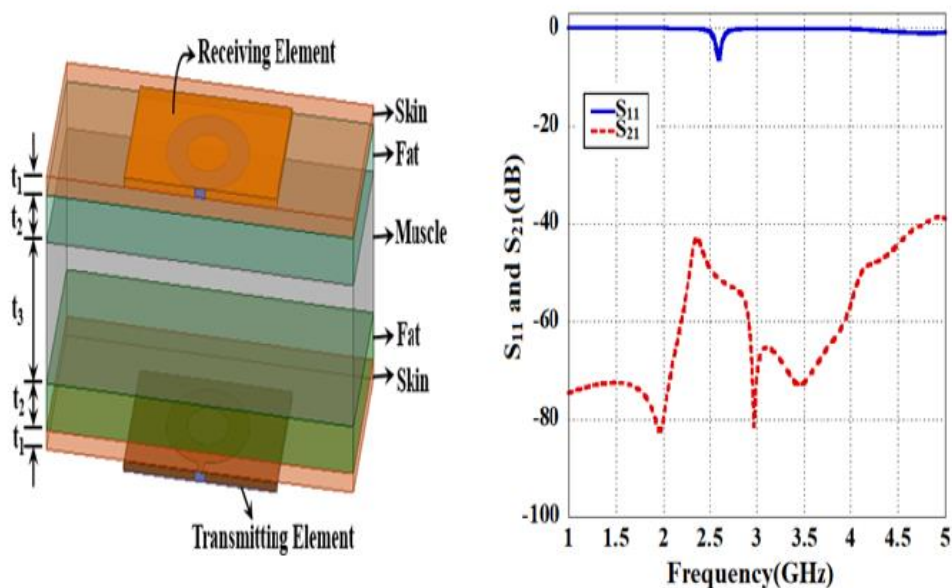 Receiving Element
Skin
Fat
t1
t2
Muscle
t3
Fat
Skin
t2
t1
Transmitting Element
S11 and S21(dB)
0
-20
-40
-60
-80
-100
S11
S21
1 1.5 2 2.5 3 3.5 4 4.5 5
Frequency(GHz)